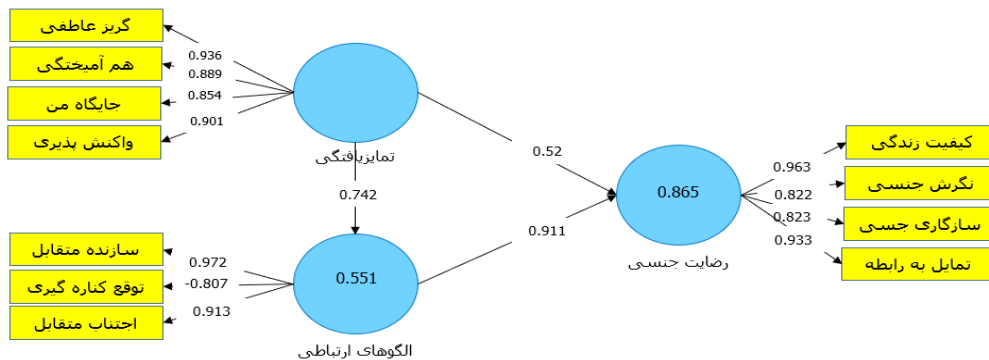 گریز عاطفی
هم آمیختگی
جایگاه من
واکنش پذیری
0.936
0.889
0.854
0.901
تمایزیافتگی
0.52
0.742
0.865
رضایت جنسی
کیفیت زندگی
نگرش جنسی
سازگاری جسی
تمایل به رابطه
0.963
0.822
0.823
0.933
0.911
سازنده متقابل
توقع کناره گیری
اجتناب متقابل
0.972
-0.807
0.913
0.551
الگوهای ارتباطی